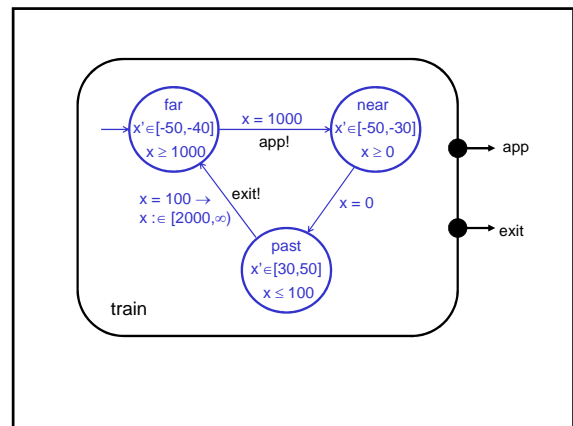 far
x'∈[-50,-40]
x ≥ 1000
x = 1000
app!
near
x'∈[-50,-30]
x ≥ 0
app
x = 100 →
x :∈ [2000,∞)
exit!
x = 0
exit
past
x'∈[30,50]
x ≤ 100
train